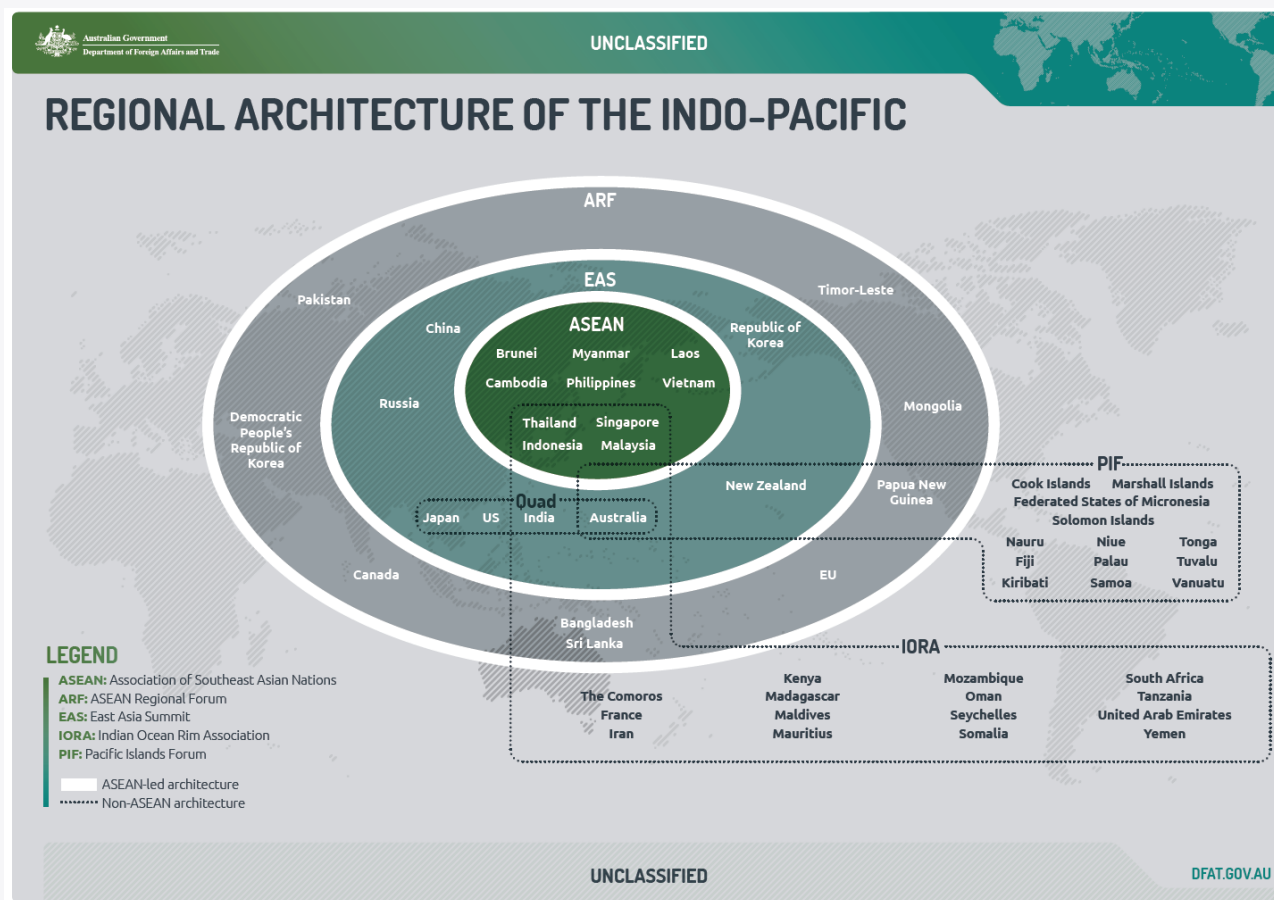 Australian Government
Department of Foreign Affairs and Trade
UNCLASSIFIED
REGIONAL ARCHITECTURE OF THE INDO-PACIFIC
ARF
EAS
ASEAN
Pakistan
Timor-Leste
China
Republic of
Korea
Brunei Myanmar Laos
Cambodia Philippines Vietnam
Russia
Thailand Singapore
Indonesia Malaysia
Democratic
People's
Republic of
Korea
Mongolia
New Zealand
Papua New
Guinea
Quad
Japan US India Australia
Canada
EU
Bangladesh
Sri Lanka
PIF
Cook Islands Marshall Islands
Federated States of Micronesia
Solomon Islands
Nauru Niue Tonga
Fiji Palau Tuvalu
Kiribati Samoa Vanuatu
IORA
Kenya Mozambique South Africa
The Comoros Madagascar Oman Tanzania
France Maldives Seychelles United Arab Emirates
Iran Mauritius Somalia Yemen
LEGEND
ASEAN: Association of Southeast Asian Nations
ARF: ASEAN Regional Forum
EAS: East Asia Summit
IORA: Indian Ocean Rim Association
PIF: Pacific Islands Forum
ASEAN-led architecture
Non-ASEAN architecture
UNCLASSIFIED
DFAT.GOV.AU